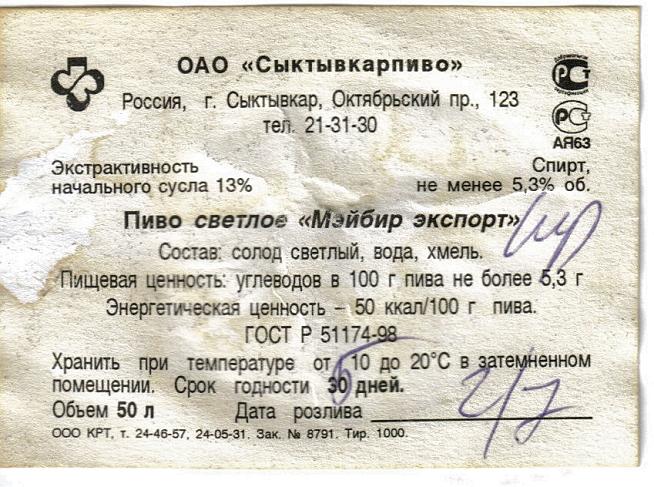 ОАО «Сыктывкарпиво»
Россия, г. Сыктывкар, Октябрьский пр., 123
тел. 21-31-30
АЯ63
Экстрактивность
начального сусла 13%
Спирт,
не менее 5,3% об.
Пиво светлое «Мэйбир экспорт»
Состав: солод светлый, вода, хмель.
Пищевая ценность: углеводов в 100 г пива не более 5,3 г
Энергетическая ценность – 50 ккал/100 г пива.
ГОСТ Р 51174-98
Хранить при температуре от 10 до 20°С в затемненном
помещении. Срок годности 30 дней.
Объем 50 л Дата розлива 2/7
ООО КРТ, т. 24-46-57, 24-05-31. Зак. № 8791. Тир. 1000.